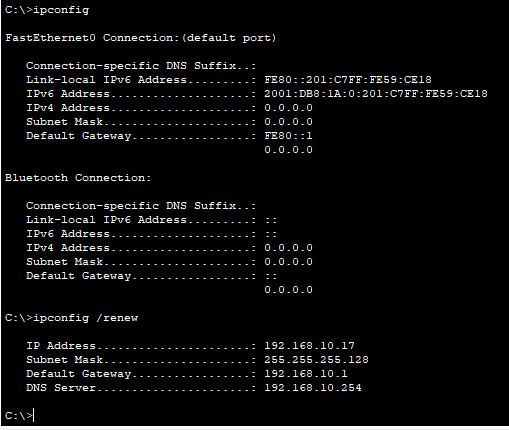 C:\>ipconfig
FastEthernet0 Connection:(default port)
Connection-specific DNS Suffix..:
Link-local IPv6 Address.........: FE80::201:C7FF:FE59:CE18
IPv6 Address....................: 2001:DB8:1A:0:201:C7FF:FE59:CE18
IPv4 Address....................: 0.0.0.0
Subnet Mask.....................: 0.0.0.0
Default Gateway.................: FE80::1
0.0.0.0
Bluetooth Connection:
Connection-specific DNS Suffix..:
Link-local IPv6 Address.........: ::
IPv6 Address....................: ::
IPv4 Address....................: 0.0.0.0
Subnet Mask.....................: 0.0.0.0
Default Gateway.................: ::
0.0.0.0
C:\>ipconfig /renew
IP Address......................: 192.168.10.17
Subnet Mask.....................: 255.255.255.128
Default Gateway.................: 192.168.10.1
DNS Server......................: 192.168.10.254
C:\>